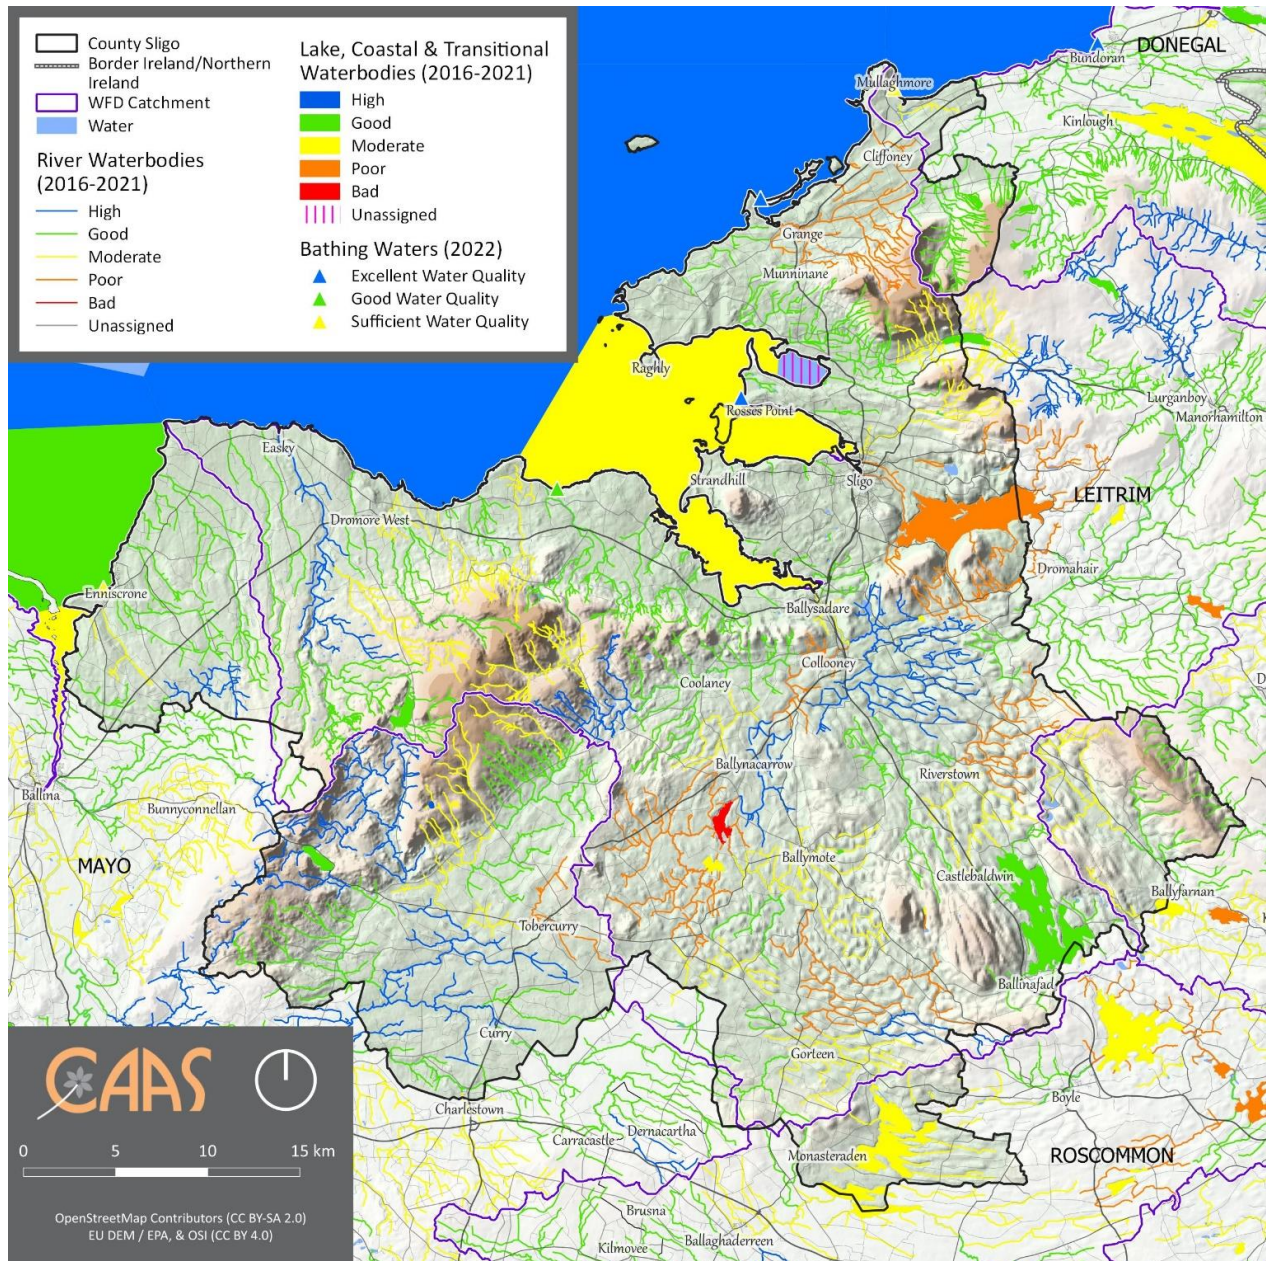 County Sligo
Border Ireland/Northern
Ireland
WFD Catchment
Water
River Waterbodies
(2016-2021)
High
Good
Moderate
Poor
Bad
Unassigned
Lake, Coastal & Transitional
Waterbodies (2016-2021)
High
Good
Moderate
Poor
Bad
Unassigned
Bathing Waters (2022)
Excellent Water Quality
Good Water Quality
Sufficient Water Quality
DONEGAL
Bundoran
Mullaghmore
Kinlough
Cliffoney
Grange
Munninane
Raghly
Rosses Point
Lurganboy
Manorhamilton
Easky
Strandhill
Sligo
LEITRIM
Dromore West
Dromahair
Enniscrone
Ballysadare
Collooney
Coolaney
Ballynacarrow
Riverstown
Ballina
Bunnyconnellan
MAYO
Ballymote
Castlebaldwin
Ballyfarnan
Tobercurry
Ballinafad
Curry
Gorteen
Charlestown
Boyle
Dernacartha
Carracastle
Monasteraden
ROSCOMMON
Brusna
Kilmovee
Ballaghaderreen
CAAS
0 5 10 15 km
OpenStreetMap Contributors (CC BY-SA 2.0)
EU DEM / EPA, & OSI (CC BY 4.0)